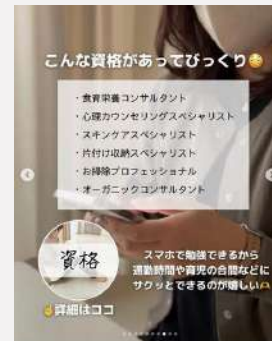 こんな資格があってびっくり😳
・食育栄養コンサルタント
・心理カウンセリングスペシャリスト
・スキンケアスペシャリスト
・片付け収納スペシャリスト
・お掃除プロフェッショナル
・オーガニックコンサルタント
資格
スマホで勉強できるから
通勤時間や育児の合間などに
サクッとできるのが嬉しい
☝詳細はココ